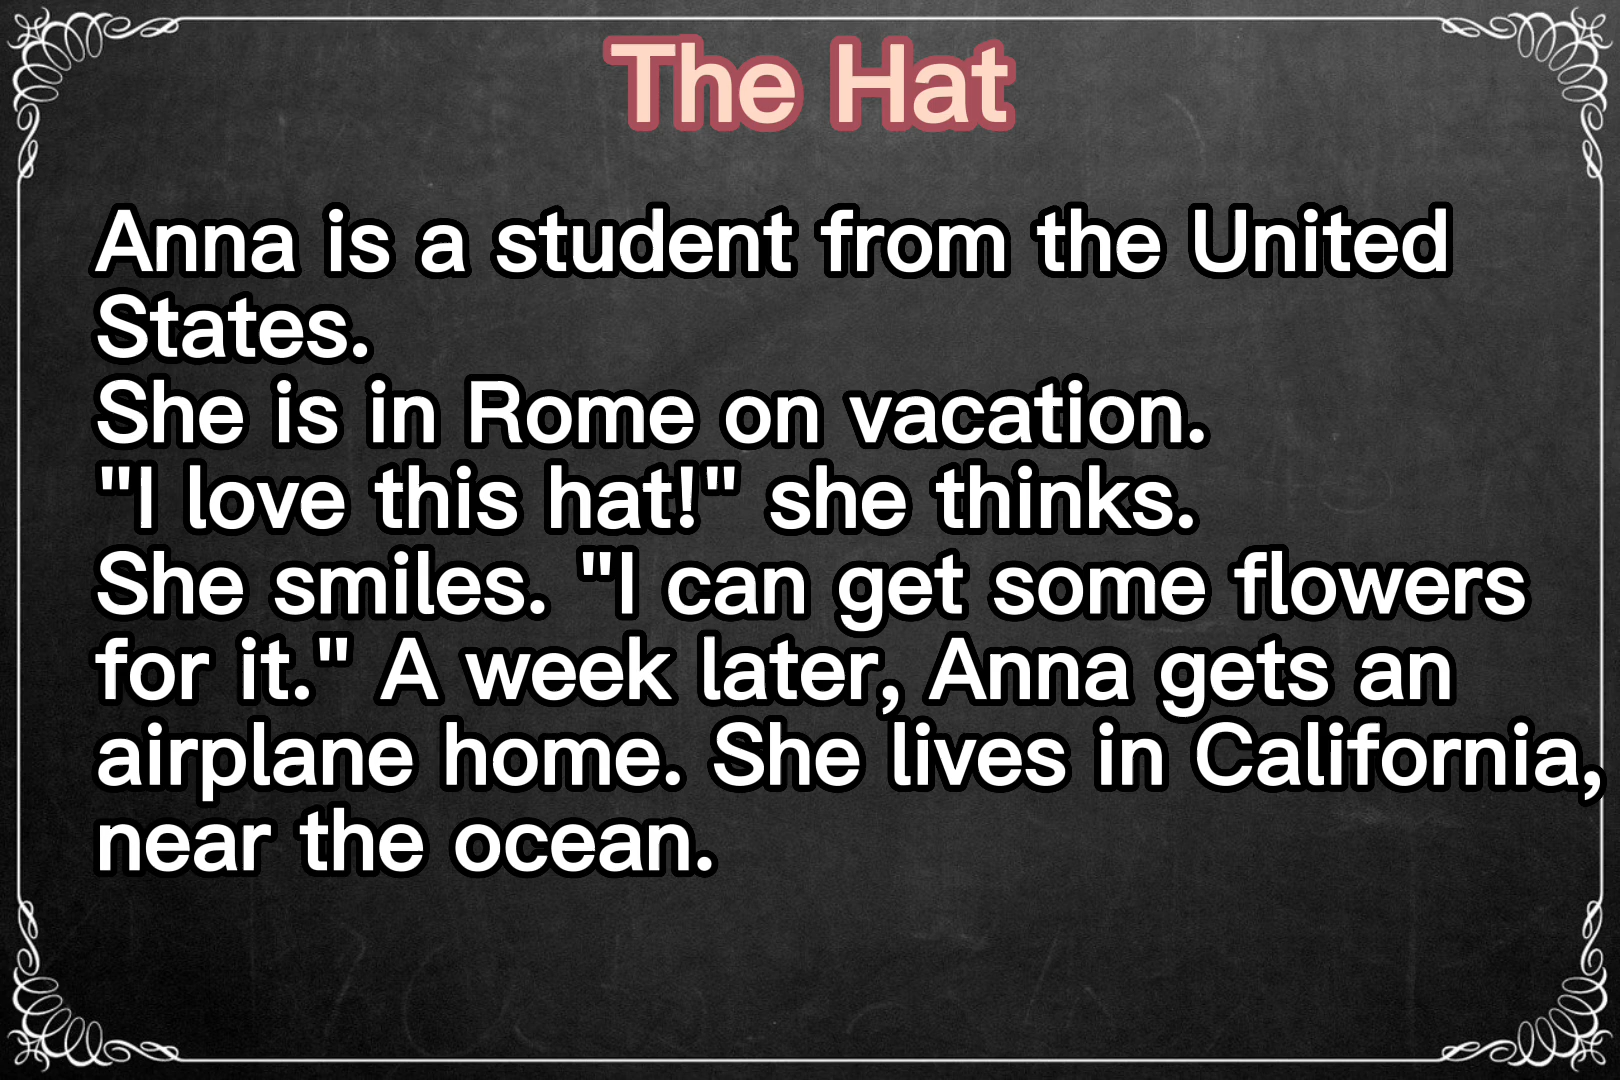 The Hat
Anna is a student from the United
States.
She is in Rome on vacation.
"I love this hat!" she thinks.
She smiles. "I can get some flowers
for it." A week later, Anna gets an
airplane home. She lives in California,
near the ocean.